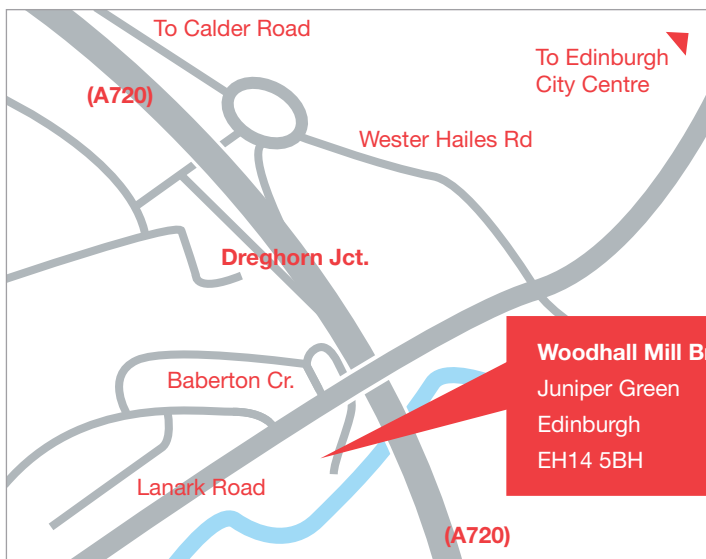 To Calder Road
(A720)
To Edinburgh
City Centre
Wester Hailes Rd
Dreghorn Jct.
Baberton Cr.
Woodhall Mill
Juniper Green
Edinburgh
EH14 5BH
Lanark Road
(A720)